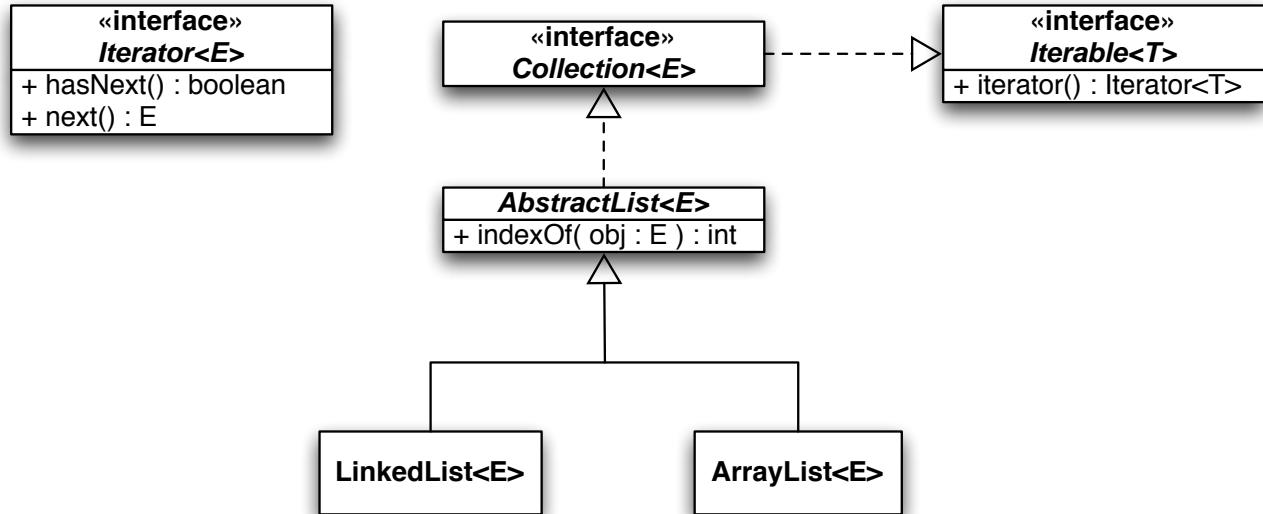 «interface»
Iterator<E>
+ hasNext() : boolean
+ next() : E
«interface»
Collection<E>
«interface»
Iterable<T>
+ iterator() : Iterator<T>
AbstractList<E>
+ indexOf( obj : E ) : int
LinkedList<E>
ArrayList<E>